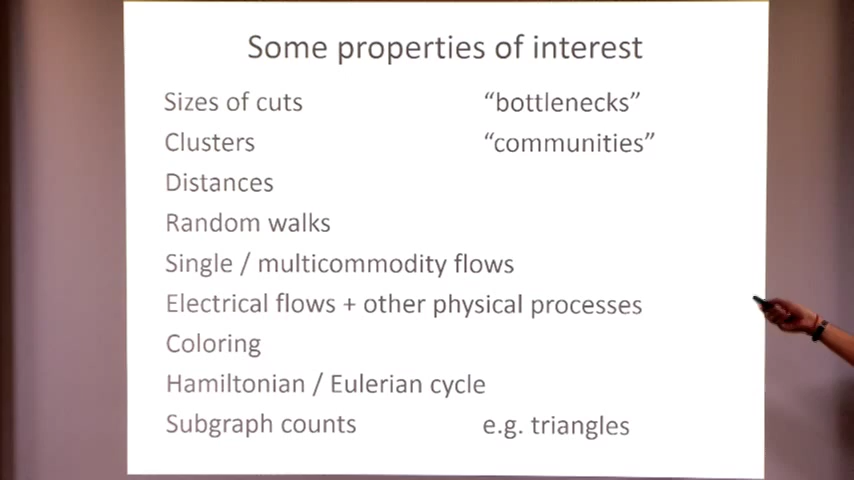 Some properties of interest
Sizes of cuts “bottlenecks”
Clusters “communities”
Distances
Random walks
Single / multicommodity flows
Electrical flows + other physical processes
Coloring
Hamiltonian / Eulerian cycle
Subgraph counts e.g. triangles